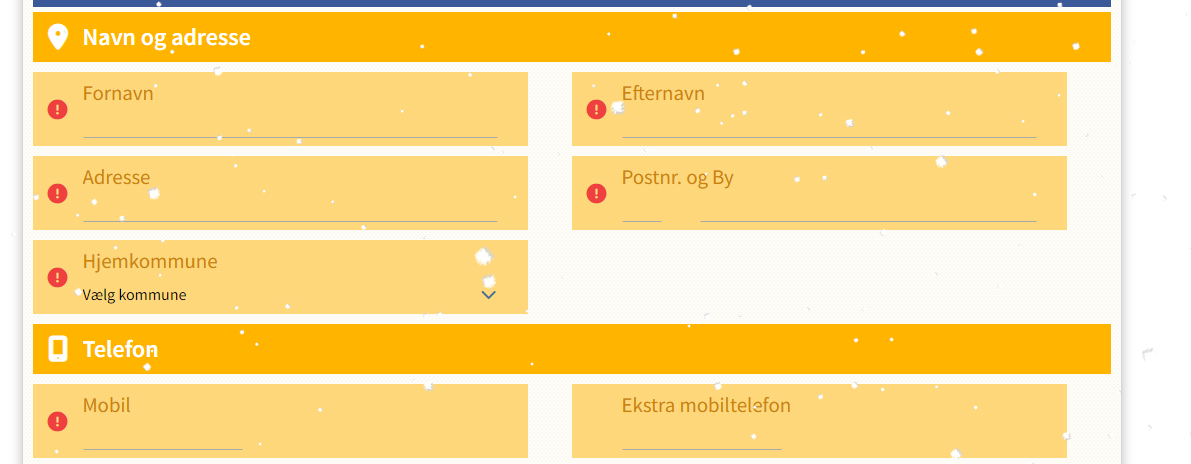 Navn og adresse
Fornavn
Efternavn
Adresse
Postnr. og By
Hjemkommune
Vælg kommune
Telefon
Mobil
Ekstra mobiltelefon